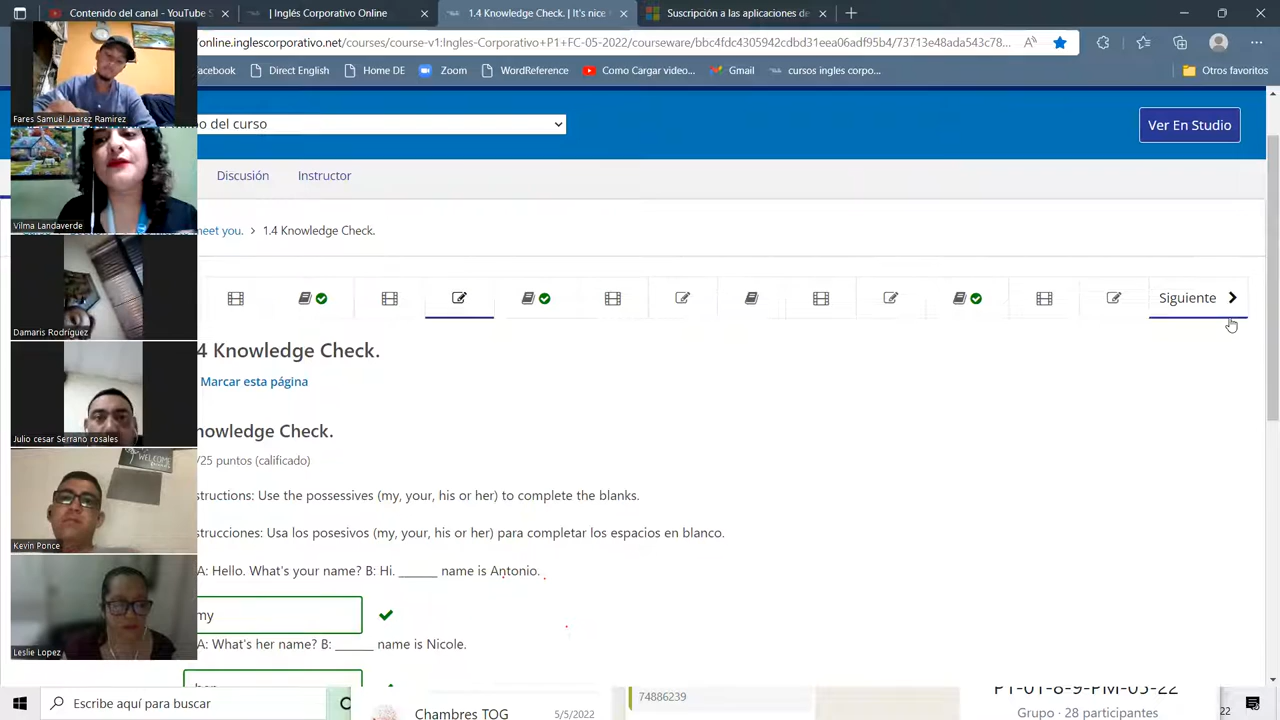 Contenido del canal - YouTube S
Inglés Corporativo Online
1.4 Knowledge Check. | It's nice
Suscripción a las aplicaciones de
online.inglescorporativo.net/courses/course-v1:Ingles-Corporativo+P1+FC-05-2022/courseware/bbc4fdc4305942cdbd31eea06adf95b4/73713e48ada543c78...
acebook
Direct English
Home DE
Zoom
WordReference
Como Cargar video...
Gmail
cursos ingles corpo...
Otros favoritos
Fares Samuel Juarez Ramirez
o del curso
Ver En Studio
Discusión
Instructor
Vilma Landaverde
meet you. > 1.4 Knowledge Check.
Siguiente
Damaris Rodríguez
4 Knowledge Check.
Marcar esta página
Julio cesar Serrano rosales
nowledge Check.
/25 puntos (calificado)
WELCOME
structions: Use the possessives (my, your, his or her) to complete the blanks.
strucciones: Usa los posesivos (my, your, his or her) para completar los espacios en blanco.
Kevin Ponce
A: Hello. What's your name? B: Hi. ______ name is Antonio.
my
A: What's her name? B: ______ name is Nicole.
Leslie Lopez
her
Escribe aquí para buscar
Chambres TOG
5/5/2022
74886239
P1-01-8-9-PM-05-22
Group · 28 participantes
22